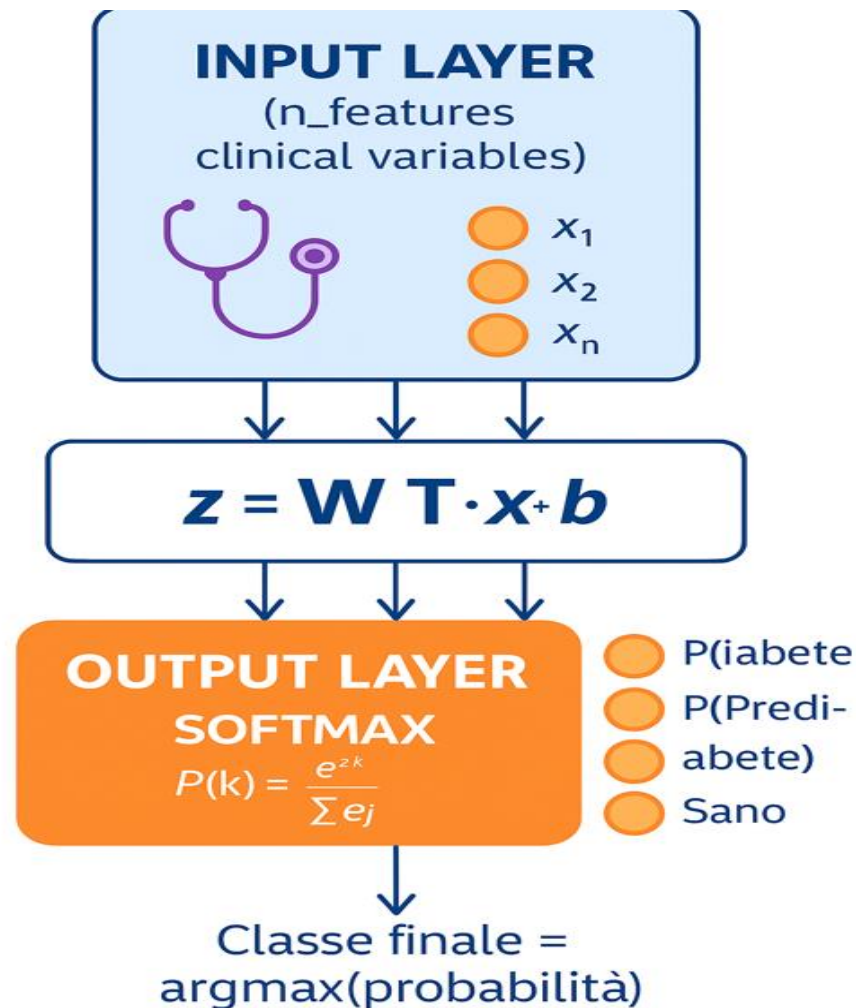 INPUT LAYER
(n_features
clinical variables)
x₁
x₂
xₙ
z = W T · x + b
OUTPUT LAYER
SOFTMAX
P(k) = e^zk / ∑ ej
P(iabete
P(Predi-
abete)
Sano
Classe finale =
argmax(probabilità)